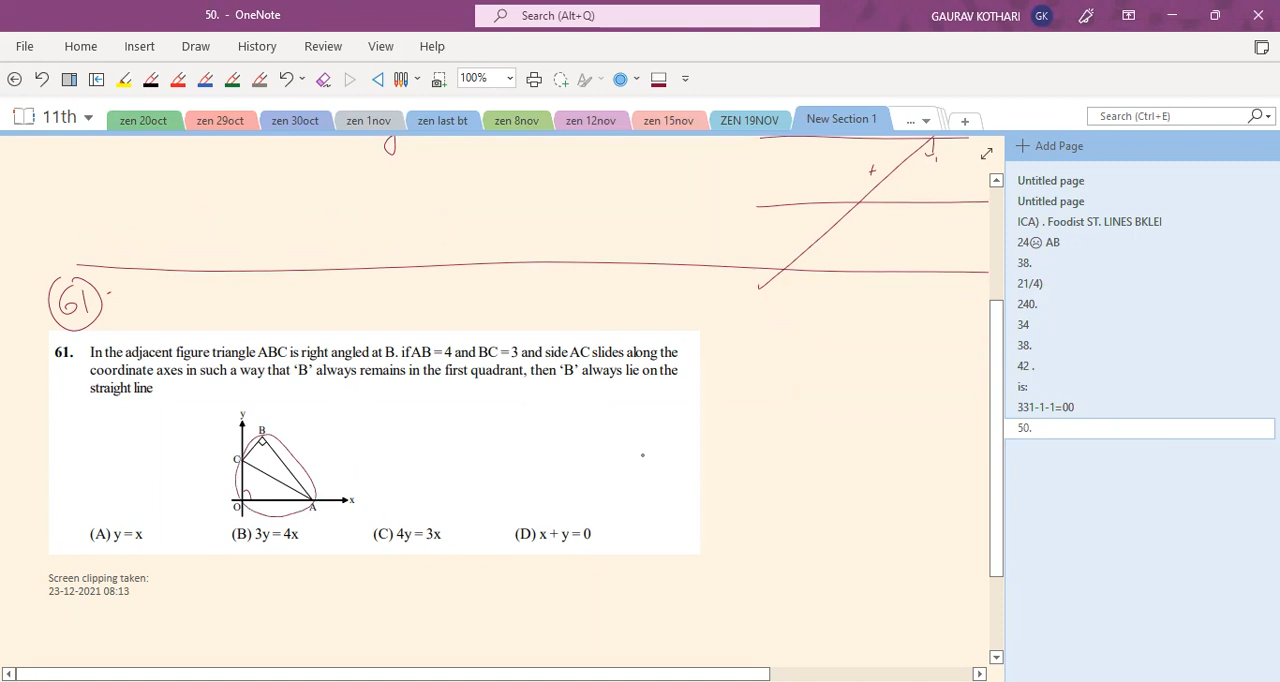 50. - OneNote
Search (Alt+Q)
GAURAV KOTHARI GK
File Home Insert Draw History Review View Help
100%
11th zen 20oct zen 29oct zen 30oct zen 1nov zen last bt zen 8nov zen 12nov zen 15nov ZEN 19NOV New Section 1 ... +
Search (Ctrl+E)
Add Page
Untitled page
Untitled page
ICA) . Foodist ST. LINES BKLEI
24☹ AB
38.
21/4)
240.
34
38.
42 .
is:
331-1-1=00
50.
61
61. In the adjacent figure triangle ABC is right angled at B. if AB = 4 and BC = 3 and side AC slides along the
coordinate axes in such a way that ‘B’ always remains in the first quadrant, then ‘B’ always lie on the
straight line
y
B
C
O
A
x
(A) y = x (B) 3y = 4x (C) 4y = 3x (D) x + y = 0
Screen clipping taken:
23-12-2021 08:13